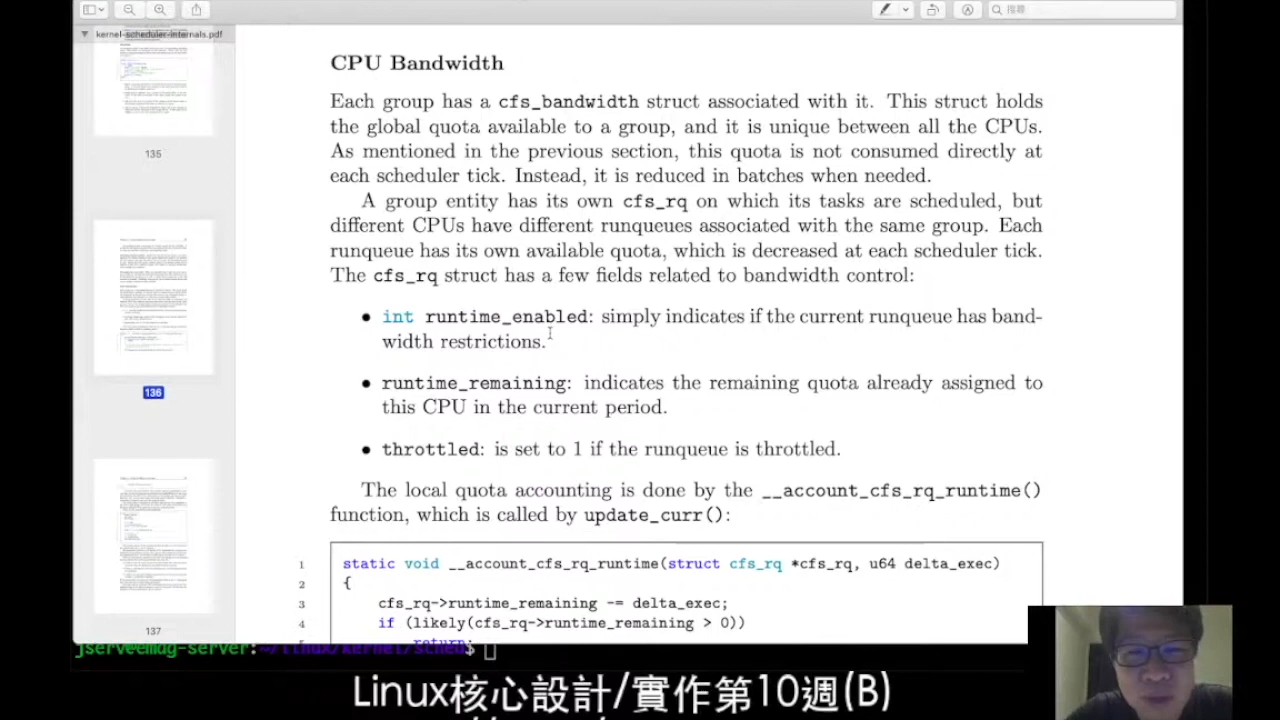 搜尋
kernel-scheduler-internals.pdf
135
136
137
CPU Bandwidth
Each group has a cfs_bandwidth struct associated with it. This struct holds
the global quota available to a group, and it is unique between all the CPUs.
As mentioned in the previous section, this quota is not consumed directly at
each scheduler tick. Instead, it is reduced in batches when needed.
A group entity has its own cfs_rq on which its tasks are scheduled, but
different CPUs have different runqueues associated with the same group. Each
runqueue has its own local quota, which is decreased at each scheduler tick.
The cfs_rq struct has a few fields related to bandwidth control:
• int runtime_enabled: simply indicates if the current runqueue has band-
width restrictions.
• runtime_remaining: indicates the remaining quota already assigned to
this CPU in the current period.
• throttled: is set to 1 if the runqueue is throttled.
The local quota accounting is done by the __account_cfs_rq_runtime()
function, which is called by update_curr():
1 static void __account_cfs_rq_runtime(struct cfs_rq *cfs_rq, u64 delta_exec)
2 {
3 cfs_rq->runtime_remaining -= delta_exec;
4 if (likely(cfs_rq->runtime_remaining > 0))
return;
jserv@emag-server:~/linux/kernel/sched$
Linux核心設計/實作第10週(B)